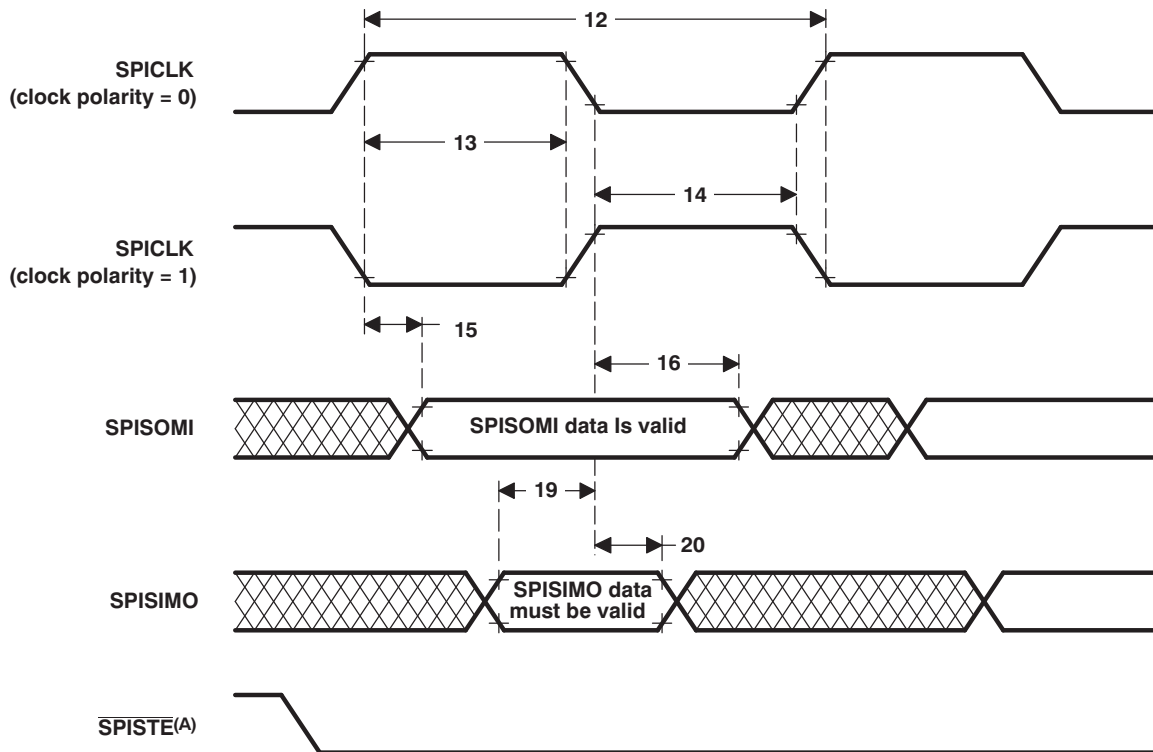 12
SPICLK
(clock polarity = 0)
13
14
SPICLK
(clock polarity = 1)
15
16
SPISOMI
SPISOMI data Is valid
19
20
SPISIMO
SPISIMO data
must be valid
SPISTE(A)